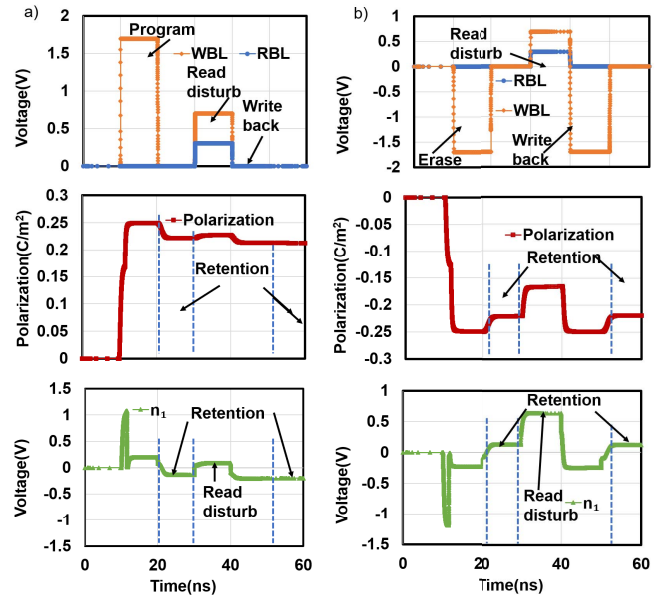 a)
2
1.5
1
0.5
0
Voltage(V)
Program
WBL
RBL
Read
disturb
Write
back
0.3
0.25
0.2
0.15
0.1
0.05
0
Polarization(C/m²)
Polarization
Retention
1.5
1
0.5
0
-0.5
-1
-1.5
Voltage(V)
n₁
Retention
Read
disturb
0
20
40
60
Time(ns)
b)
1
0.5
0
-0.5
-1
-1.5
-2
Voltage(V)
Read
disturb
RBL
WBL
Erase
Write
back
0
-0.05
-0.1
-0.15
-0.2
-0.25
-0.3
Polarization(C/m²)
Polarization
Retention
1
0.5
0
-0.5
-1
-1.5
Voltage(V)
Retention
Read
disturb
n₁
0
20
40
60
Time(ns)